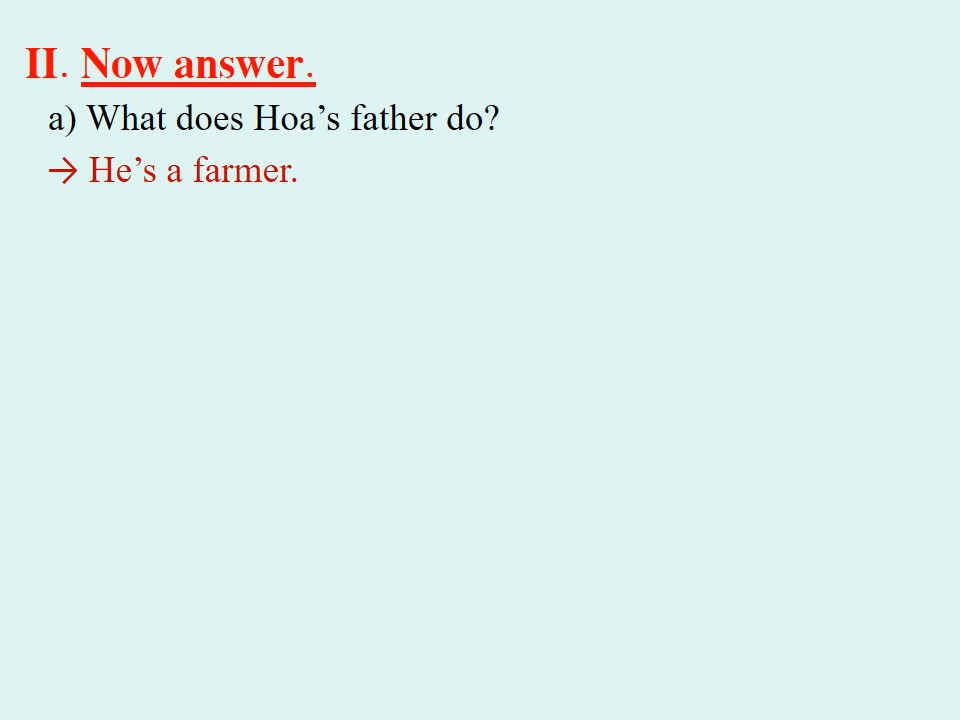 II. Now answer.
a) What does Hoa’s father do?
→ He’s a farmer.